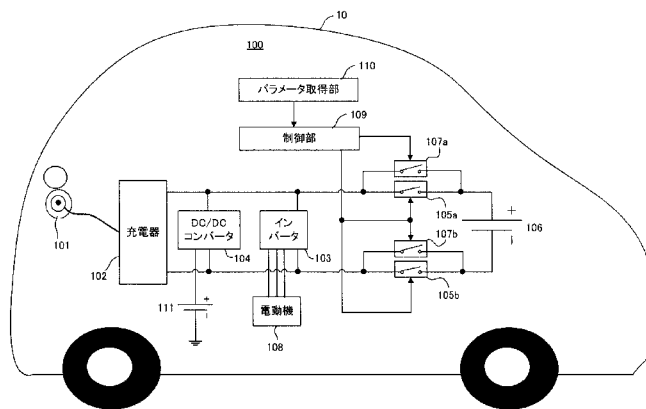 10
100
110
パラメータ取得部
109
制御部
107a
105a
106
101
充電器
102
DC/DC
コンバータ
104
イン
バータ
103
107b
105b
111
電動機
108
+
+